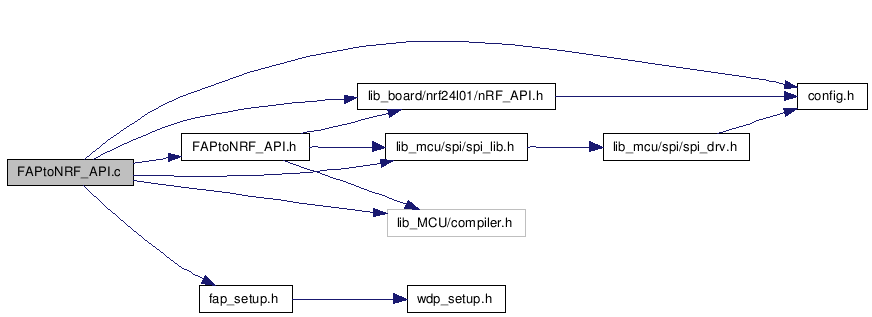 lib_board/nrf24l01/nRF_API.h
config.h
FAPtoNRF_API.h
lib_mcu/spi/spi_lib.h
lib_mcu/spi/spi_drv.h
FAPtoNRF_API.c
lib_MCU/compiler.h
fap_setup.h
wdp_setup.h